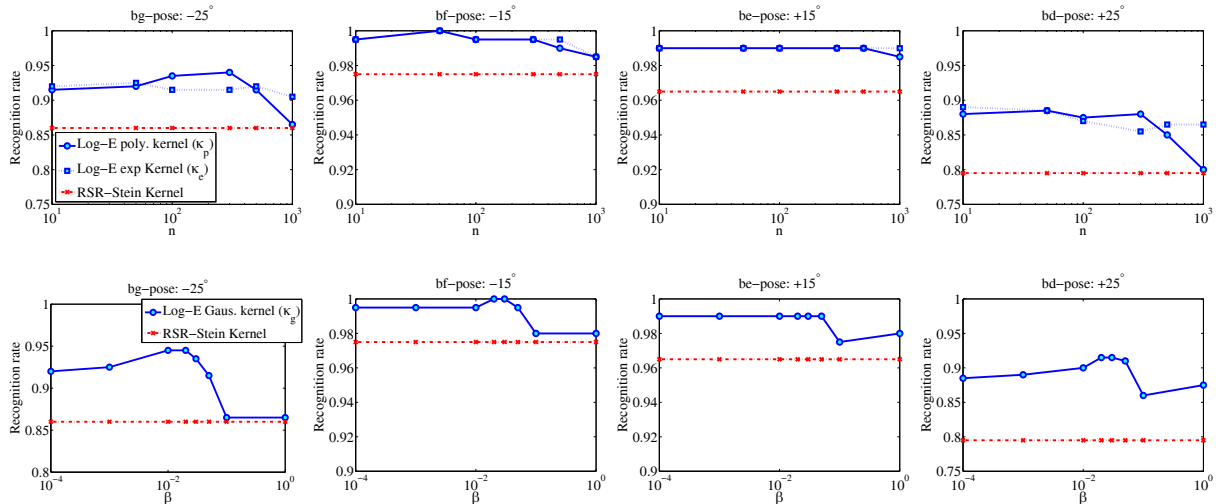 bg−pose: −25°
1
0.95
0.9
0.85
0.8
0.75
Recognition rate
Log−E poly. kernel (κp)
Log−E exp Kernel (κe)
RSR−Stein Kernel
10^1
10^2
10^3
n
bf−pose: −15°
1
0.98
0.96
0.94
0.92
0.9
Recognition rate
10^1
10^2
10^3
n
be−pose: +15°
1
0.98
0.96
0.94
0.92
0.9
Recognition rate
10^1
10^2
10^3
n
bd−pose: +25°
1
0.95
0.9
0.85
0.8
0.75
Recognition rate
10^1
10^2
10^3
n
bg−pose: −25°
1
0.95
0.9
0.85
0.8
Recognition rate
Log−E Gaus. kernel (κg)
RSR−Stein Kernel
10^−4
10^−2
10^0
β
bf−pose: −15°
1
0.98
0.96
0.94
0.92
0.9
Recognition rate
10^−4
10^−2
10^0
β
be−pose: +15°
1
0.98
0.96
0.94
0.92
0.9
Recognition rate
10^−4
10^−2
10^0
β
bd−pose: +25°
1
0.95
0.9
0.85
0.8
0.75
Recognition rate
10^−4
10^−2
10^0
β